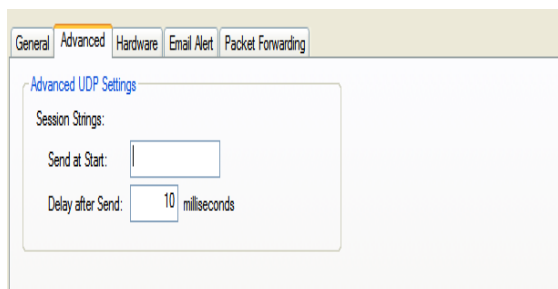 General Advanced Hardware Email Alert Packet Forwarding
Advanced UDP Settings
Session Strings:
Send at Start:
Delay after Send: 10 milliseconds